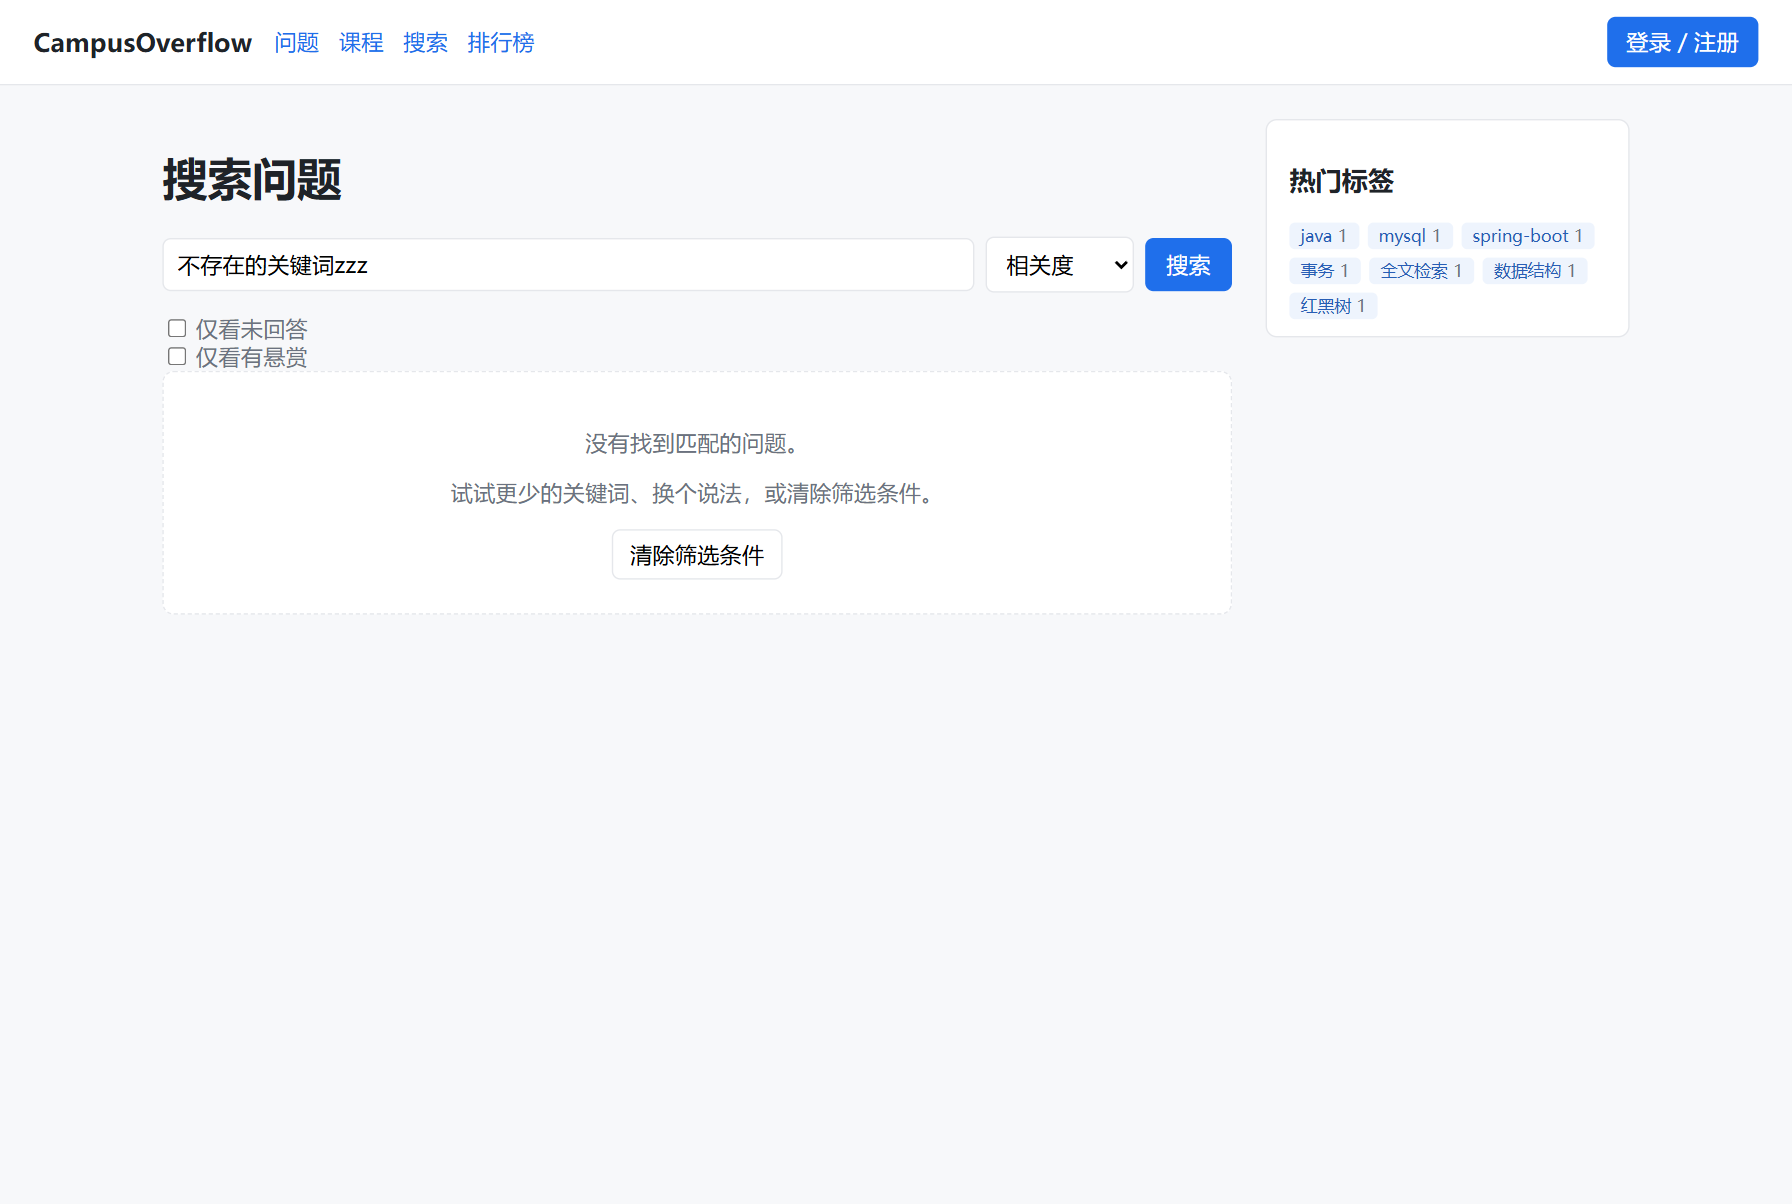 CampusOverflow 问题 课程 搜索 排行榜 登录 / 注册
搜索问题
不存在的关键词zzz 相关度 搜索
仅看未回答
仅看有悬赏
没有找到匹配的问题。
试试更少的关键词、换个说法，或清除筛选条件。
清除筛选条件
热门标签
java 1 mysql 1 spring-boot 1
事务 1 全文检索 1 数据结构 1
红黑树 1